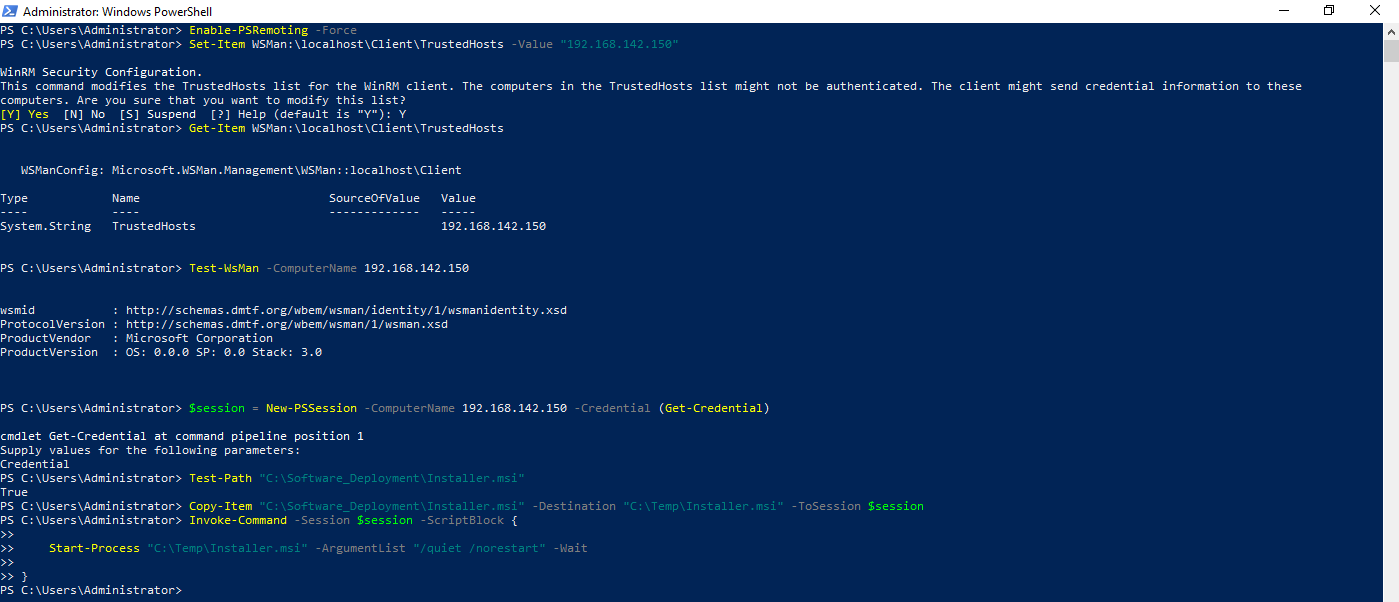 Administrator: Windows PowerShell
PS C:\Users\Administrator> Enable-PSRemoting -Force
PS C:\Users\Administrator> Set-Item WSMan:\localhost\Client\TrustedHosts -Value "192.168.142.150"
WinRM Security Configuration.
This command modifies the TrustedHosts list for the WinRM client. The computers in the TrustedHosts list might not be authenticated. The client might send credential information to these
computers. Are you sure that you want to modify this list?
[Y] Yes  [N] No  [S] Suspend  [?] Help (default is "Y"): Y
PS C:\Users\Administrator> Get-Item WSMan:\localhost\Client\TrustedHosts
   WSManConfig: Microsoft.WSMan.Management\WSMan::localhost\Client
Type            Name                           SourceOfValue   Value
----            ----                           -------------   -----
System.String   TrustedHosts                                   192.168.142.150
PS C:\Users\Administrator> Test-WsMan -ComputerName 192.168.142.150
wsmid           : http://schemas.dmtf.org/wbem/wsman/identity/1/wsmanidentity.xsd
ProtocolVersion : http://schemas.dmtf.org/wbem/wsman/1/wsman.xsd
ProductVendor   : Microsoft Corporation
ProductVersion  : OS: 0.0.0 SP: 0.0 Stack: 3.0
PS C:\Users\Administrator> $session = New-PSSession -ComputerName 192.168.142.150 -Credential (Get-Credential)
cmdlet Get-Credential at command pipeline position 1
Supply values for the following parameters:
Credential
PS C:\Users\Administrator> Test-Path "C:\Software_Deployment\Installer.msi"
True
PS C:\Users\Administrator> Copy-Item "C:\Software_Deployment\Installer.msi" -Destination "C:\Temp\Installer.msi" -ToSession $session
PS C:\Users\Administrator> Invoke-Command -Session $session -ScriptBlock {
>>
>>     Start-Process "C:\Temp\Installer.msi" -ArgumentList "/quiet /norestart" -Wait
>>
>> }
PS C:\Users\Administrator>